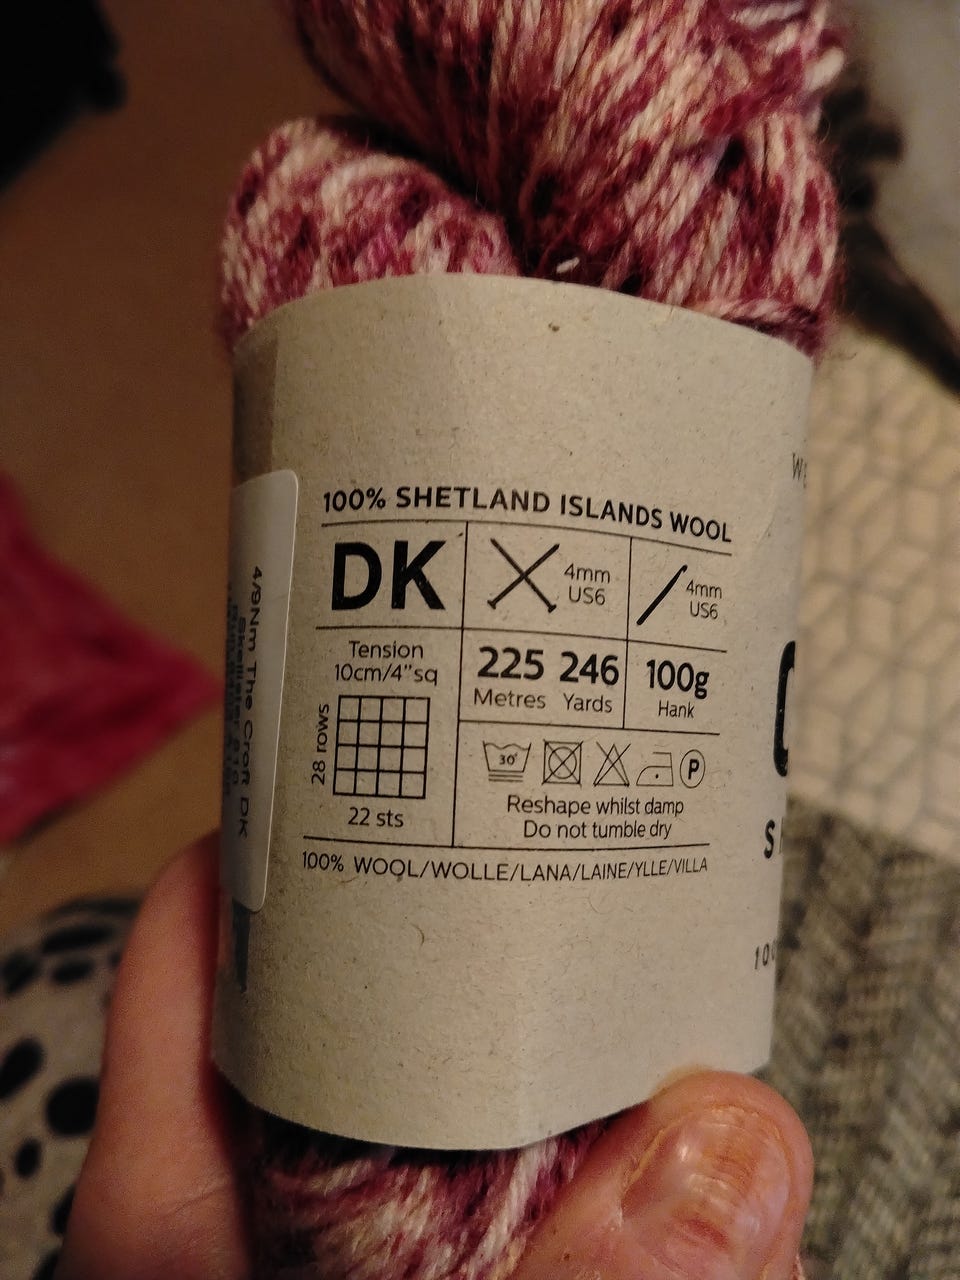 100% SHETLAND ISLANDS WOOL
DK
4mm
US6
4mm
US6
Tension
10cm/4"sq
28 rows
22 sts
225 246
Metres Yards
100g
Hank
30°
P
Reshape whilst damp
Do not tumble dry
100% WOOL/WOLLE/LANA/LAINE/YLLE/VILLA
4/9Nm The Croft DK